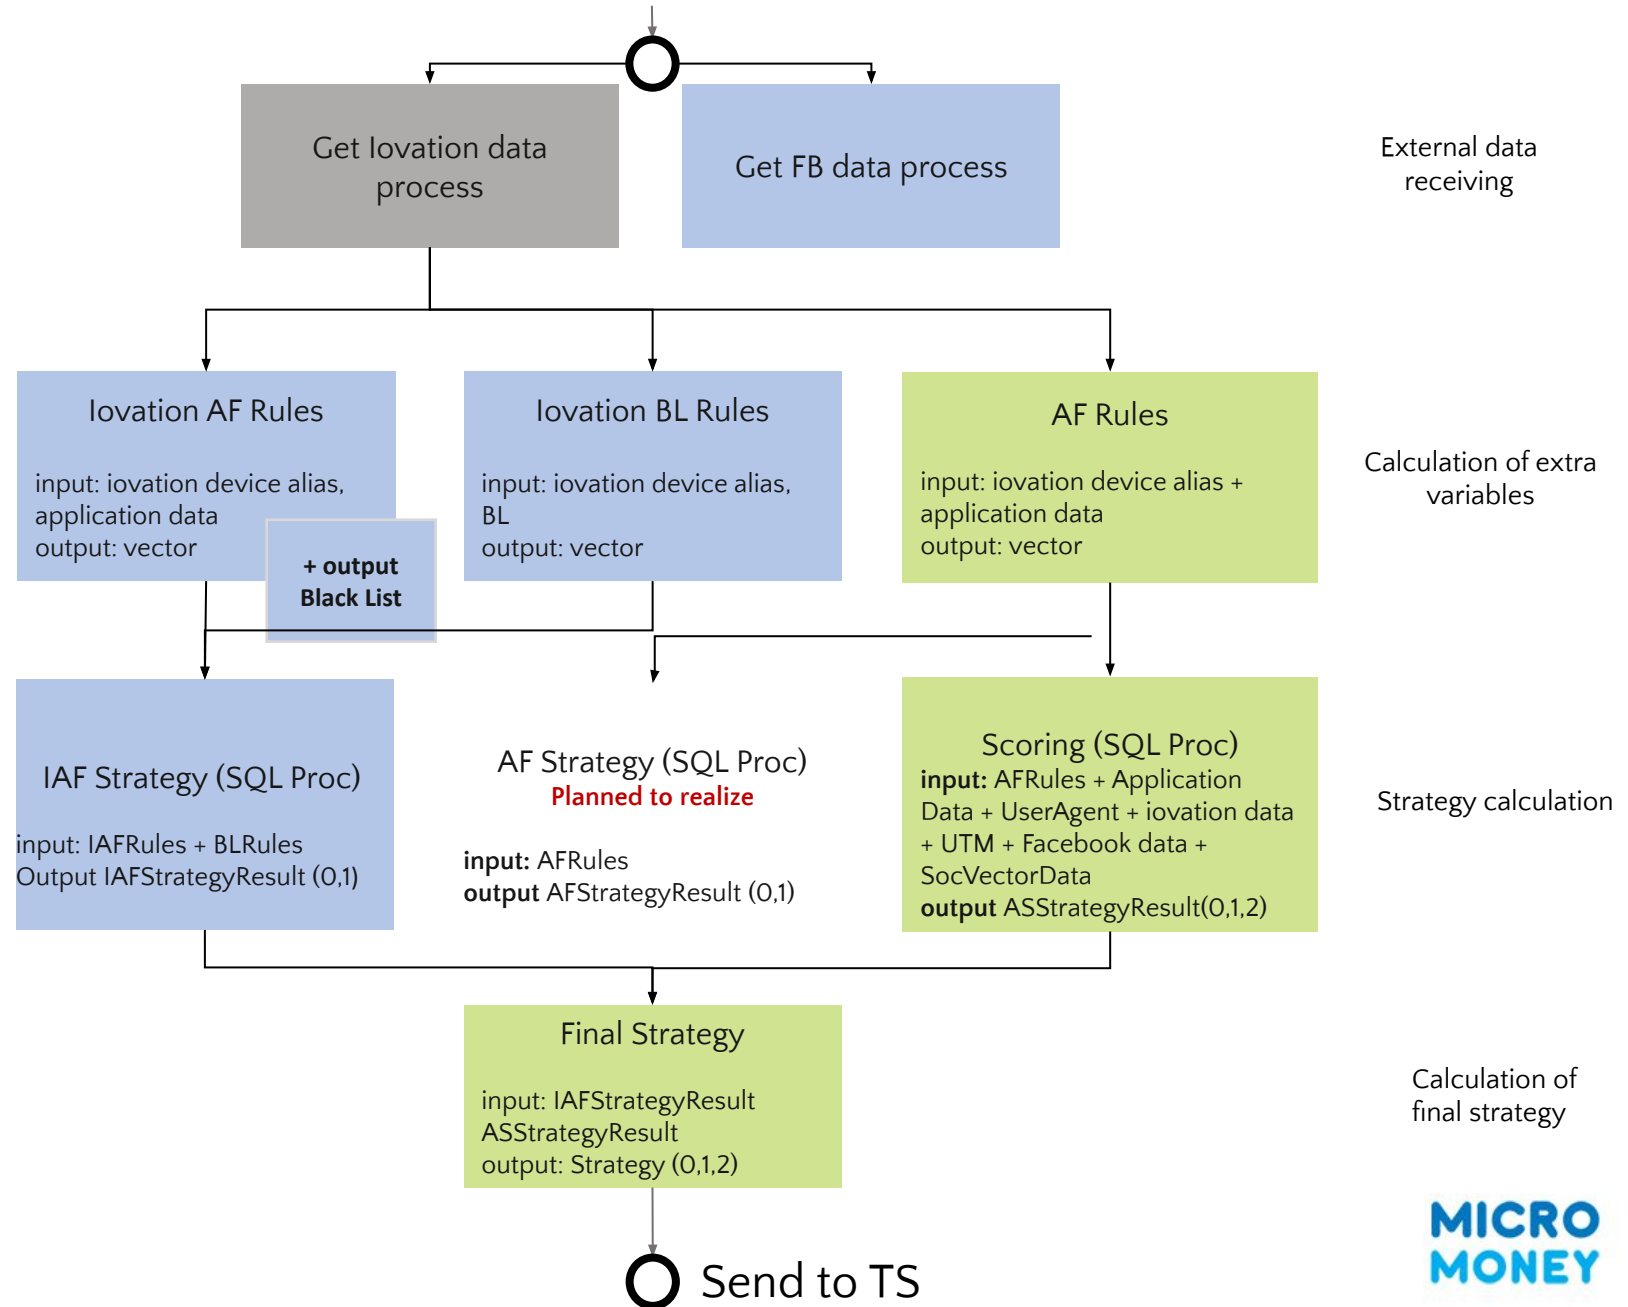 Get Iovation data
process
Get FB data process
External data
receiving
Iovation AF Rules
input: iovation device alias,
application data
output: vector
+ output
Black List
Iovation BL Rules
input: iovation device alias,
BL
output: vector
AF Rules
input: iovation device alias +
application data
output: vector
Calculation of extra
variables
IAF Strategy (SQL Proc)
input: IAFRules + BLRules
Output IAFStrategyResult (0,1)
AF Strategy (SQL Proc)
Planned to realize
input: AFRules
output AFStrategyResult (0,1)
Scoring (SQL Proc)
input: AFRules + Application
Data + UserAgent + iovation data
+ UTM + Facebook data +
SocVectorData
output ASStrategyResult(0,1,2)
Strategy calculation
Final Strategy
input: IAFStrategyResult
ASStrategyResult
output: Strategy (0,1,2)
Calculation of
final strategy
Send to TS
MICRO
MONEY